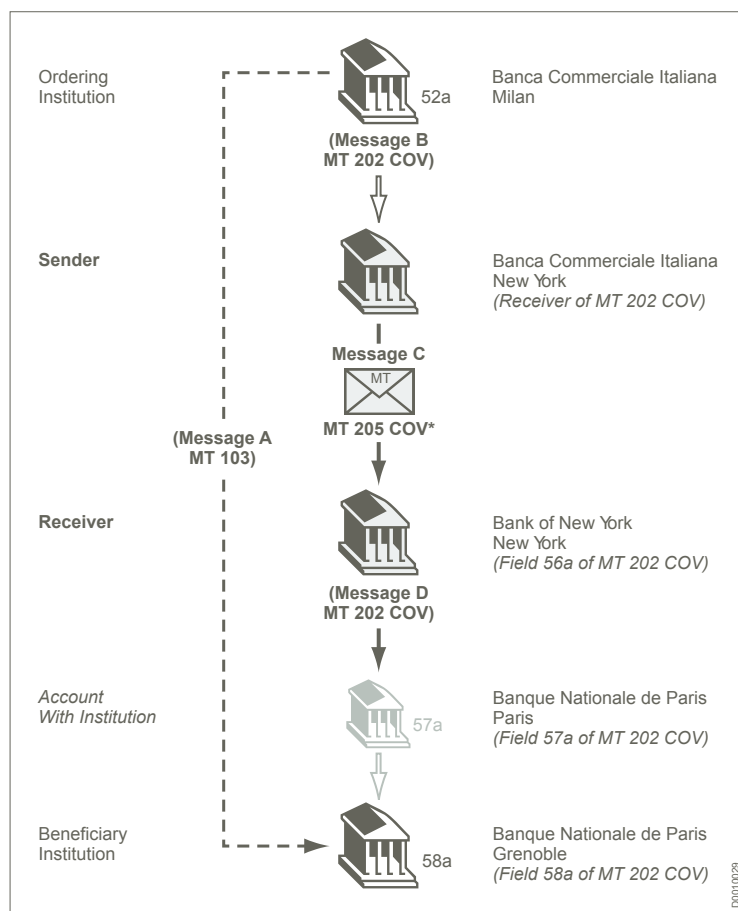 Ordering
Institution
52a
Banca Commerciale Italiana
Milan
(Message B
MT 202 COV)
Sender
Banca Commerciale Italiana
New York
(Receiver of MT 202 COV)
Message C
MT
MT 205 COV*
(Message A
MT 103)
Receiver
Bank of New York
New York
(Field 56a of MT 202 COV)
(Message D
MT 202 COV)
Account
With Institution
57a
Banque Nationale de Paris
Paris
(Field 57a of MT 202 COV)
Beneficiary
Institution
58a
Banque Nationale de Paris
Grenoble
(Field 58a of MT 202 COV)
D0010029